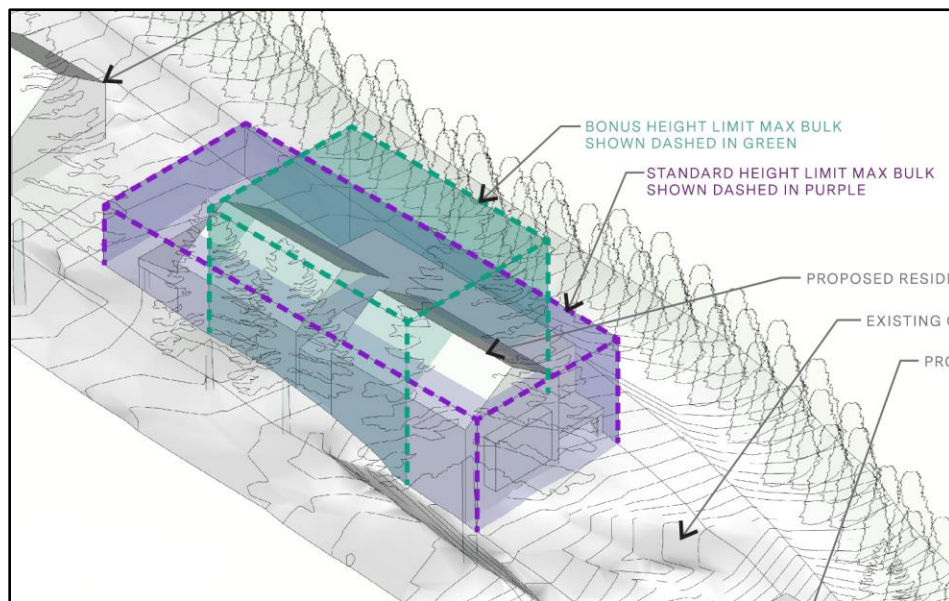 BONUS HEIGHT LIMIT MAX BULK
SHOWN DASHED IN GREEN
STANDARD HEIGHT LIMIT MAX BULK
SHOWN DASHED IN PURPLE
PROPOSED RESID
EXISTING
PRO